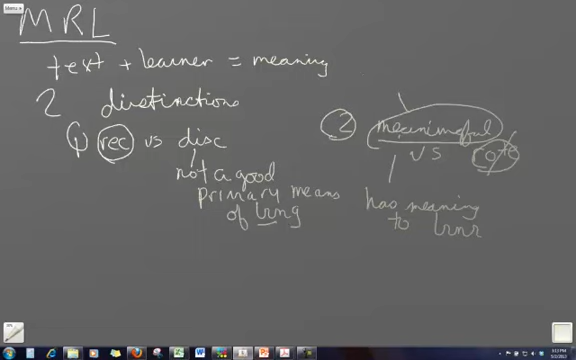 Menu
MRL
text + learner = meaning
2 distinctions
① rec vs disc
not a good
primary means
of lrng
② meaningful
vs rote
has meaning
to lrnr